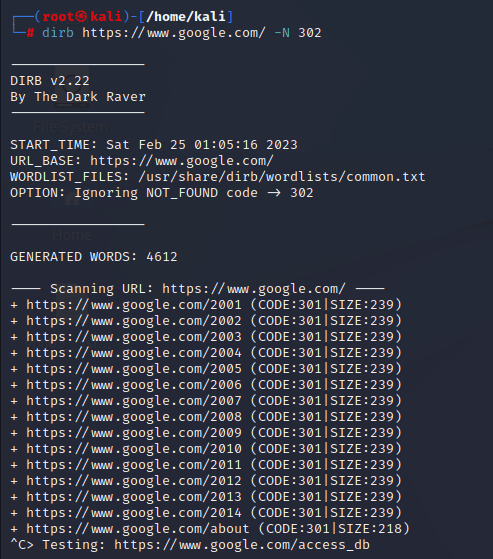 ┌──(root㉿kali)-[/home/kali]
└─# dirb https://www.google.com/ -N 302
-----------------
DIRB v2.22
By The Dark Raver
-----------------
File System
START_TIME: Sat Feb 25 01:05:16 2023
URL_BASE: https://www.google.com/
WORDLIST_FILES: /usr/share/dirb/wordlists/common.txt
OPTION: Ignoring NOT_FOUND code -> 302
-----------------
Home
GENERATED WORDS: 4612
---- Scanning URL: https://www.google.com/ ----
+ https://www.google.com/2001 (CODE:301|SIZE:239)
+ https://www.google.com/2002 (CODE:301|SIZE:239)
+ https://www.google.com/2003 (CODE:301|SIZE:239)
+ https://www.google.com/2004 (CODE:301|SIZE:239)
+ https://www.google.com/2005 (CODE:301|SIZE:239)
+ https://www.google.com/2006 (CODE:301|SIZE:239)
+ https://www.google.com/2007 (CODE:301|SIZE:239)
+ https://www.google.com/2008 (CODE:301|SIZE:239)
+ https://www.google.com/2009 (CODE:301|SIZE:239)
+ https://www.google.com/2010 (CODE:301|SIZE:239)
+ https://www.google.com/2011 (CODE:301|SIZE:239)
+ https://www.google.com/2012 (CODE:301|SIZE:239)
+ https://www.google.com/2013 (CODE:301|SIZE:239)
+ https://www.google.com/2014 (CODE:301|SIZE:239)
+ https://www.google.com/about (CODE:301|SIZE:218)
^C> Testing: https://www.google.com/access_db